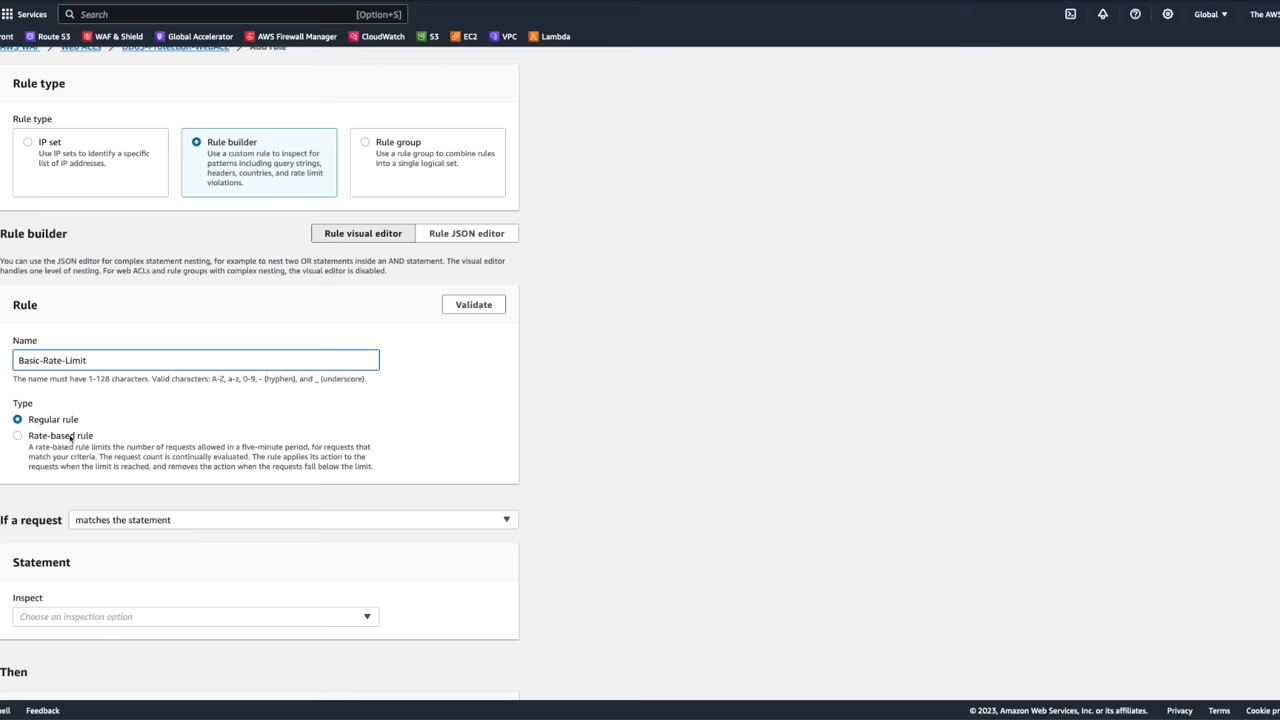 Services
Search
[Option+S]
Global
The AWS
ront
Route 53
WAF & Shield
Global Accelerator
AWS Firewall Manager
CloudWatch
S3
EC2
VPC
Lambda
AWS WAF > Web ACLs > DDoS-Protection-WebACL > Add rule
Rule type
Rule type
IP set
Use IP sets to identify a specific
list of IP addresses.
Rule builder
Use a custom rule to inspect for
patterns including query strings,
headers, countries, and rate limit
violations.
Rule group
Use a rule group to combine rules
into a single logical set.
Rule builder
Rule visual editor
Rule JSON editor
You can use the JSON editor for complex statement nesting, for example to nest two OR statements inside an AND statement. The visual editor
handles one level of nesting. For web ACLs and rule groups with complex nesting, the visual editor is disabled.
Rule
Validate
Name
Basic-Rate-Limit
The name must have 1-128 characters. Valid characters: A-Z, a-z, 0-9, - (hyphen), and _ (underscore).
Type
Regular rule
Rate-based rule
A rate-based rule limits the number of requests allowed in a five-minute period, for requests that
match your criteria. The request count is continually evaluated. The rule applies its action to the
requests when the limit is reached, and removes the action when the requests fall below the limit.
If a request
matches the statement
Statement
Inspect
Choose an inspection option
Then
ell
Feedback
© 2023, Amazon Web Services, Inc. or its affiliates.
Privacy
Terms
Cookie pr